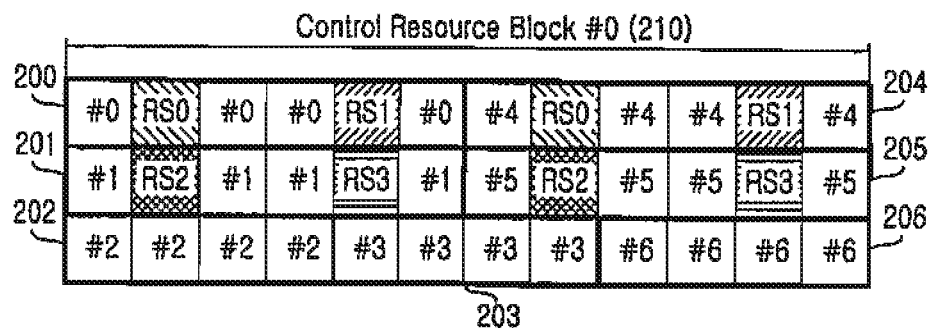 Control Resource Block #0 (210)
200 #0 RS0 #0 #0 RS1 #0 #4 RS0 #4 #4 RS1 #4 204
201 #1 RS2 #1 #1 RS3 #1 #5 RS2 #5 #5 RS3 #5 205
202 #2 #2 #2 #2 #3 #3 #3 #3 #6 #6 #6 #6 206
203